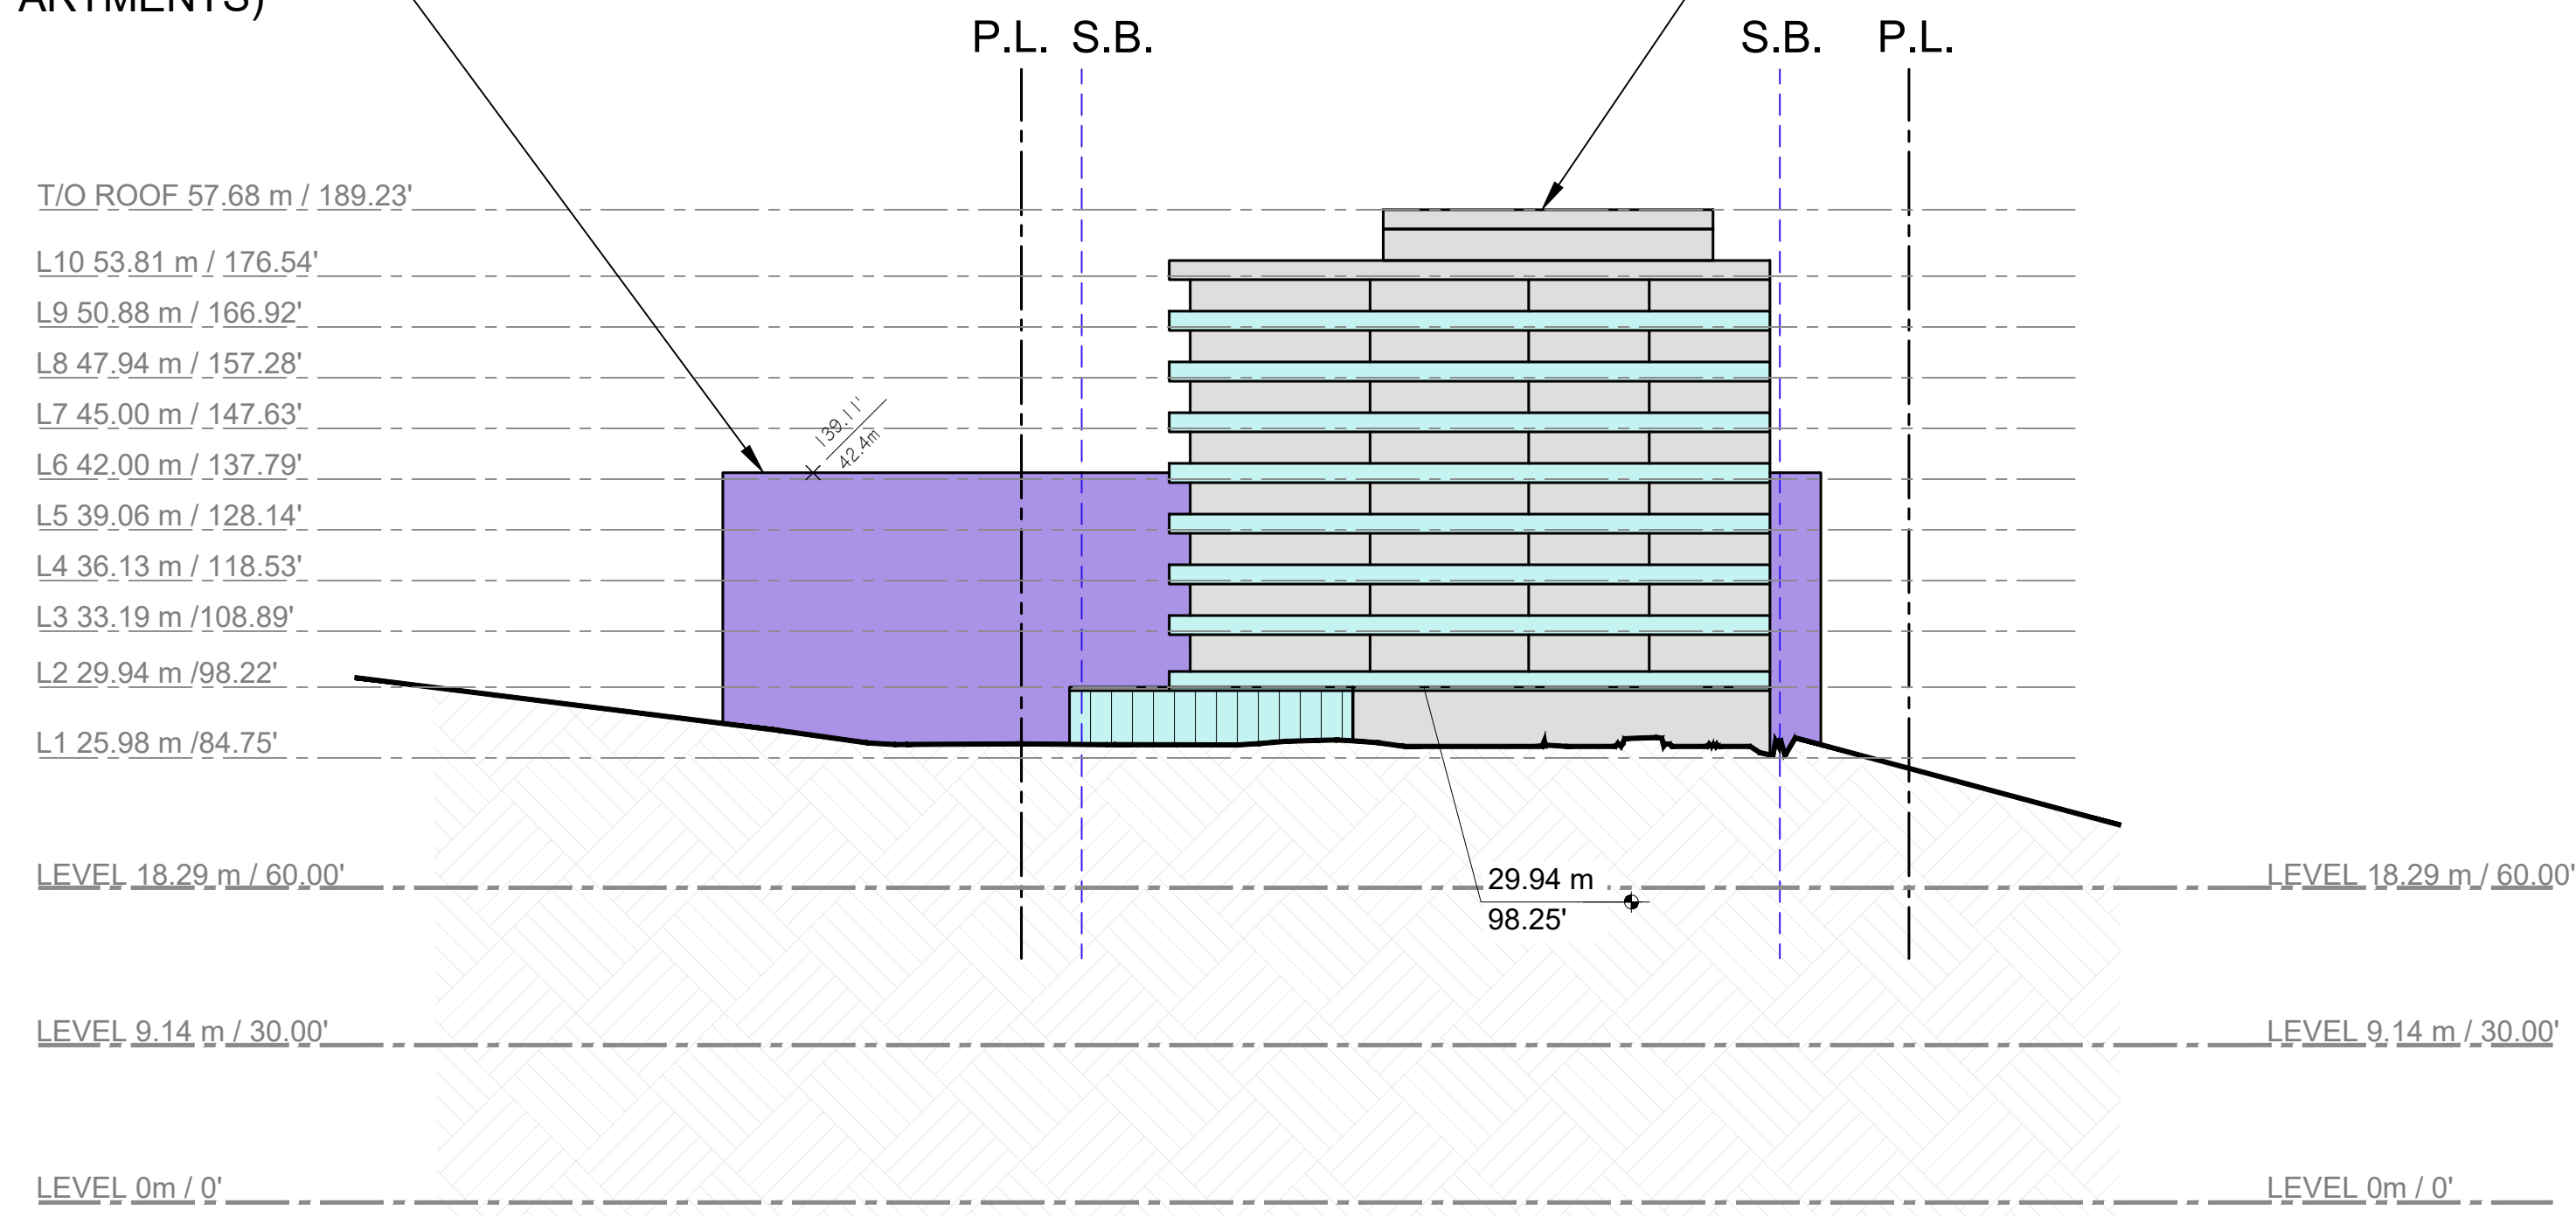 ARTMENTS)
P.L. S.B. S.B. P.L.
T/O ROOF 57.68 m / 189.23'
L10 53.81 m / 176.54'
L9 50.88 m / 166.92'
L8 47.94 m / 157.28'
L7 45.00 m / 147.63'
139.11'
42.4m
L6 42.00 m / 137.79'
L5 39.06 m / 128.14'
L4 36.13 m / 118.53'
L3 33.19 m /108.89'
L2 29.94 m /98.22'
L1 25.98 m /84.75'
LEVEL 18.29 m / 60.00'
29.94 m
98.25'
LEVEL 18.29 m / 60.00'
LEVEL 9.14 m / 30.00'
LEVEL 9.14 m / 30.00'
LEVEL 0m / 0'
LEVEL 0m / 0'